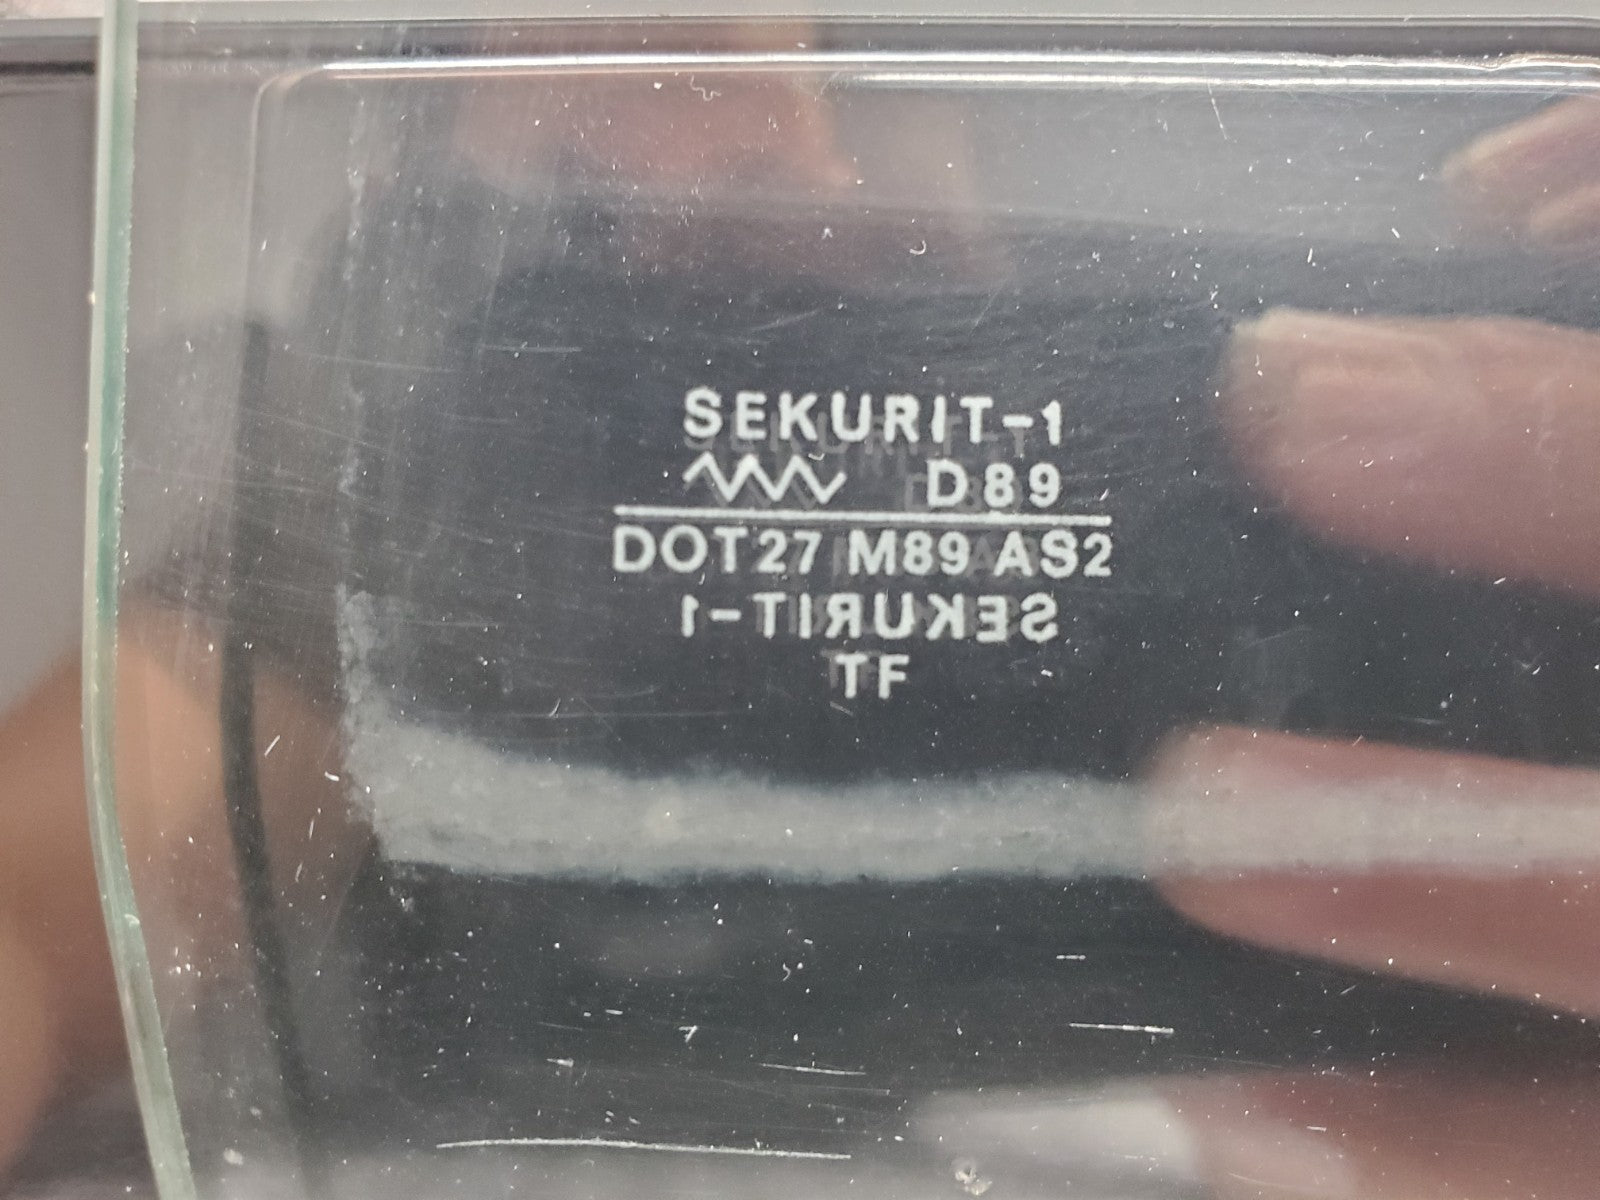 SEKURIT-1
D89
DOT27 M89 AS2
SEKURIT-1
TF